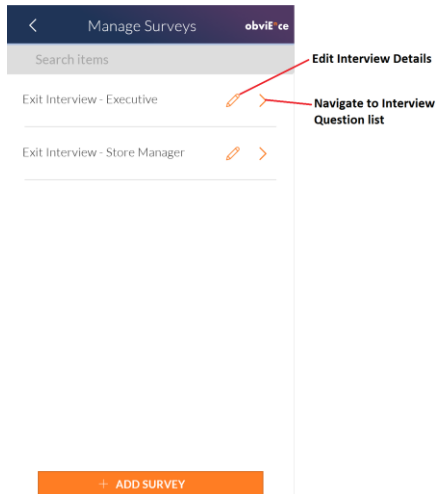 Manage Surveys
obviE"ce
Search items
Edit Interview Details
Exit Interview - Executive
Navigate to Interview
Question list
Exit Interview - Store Manager
+ ADD SURVEY